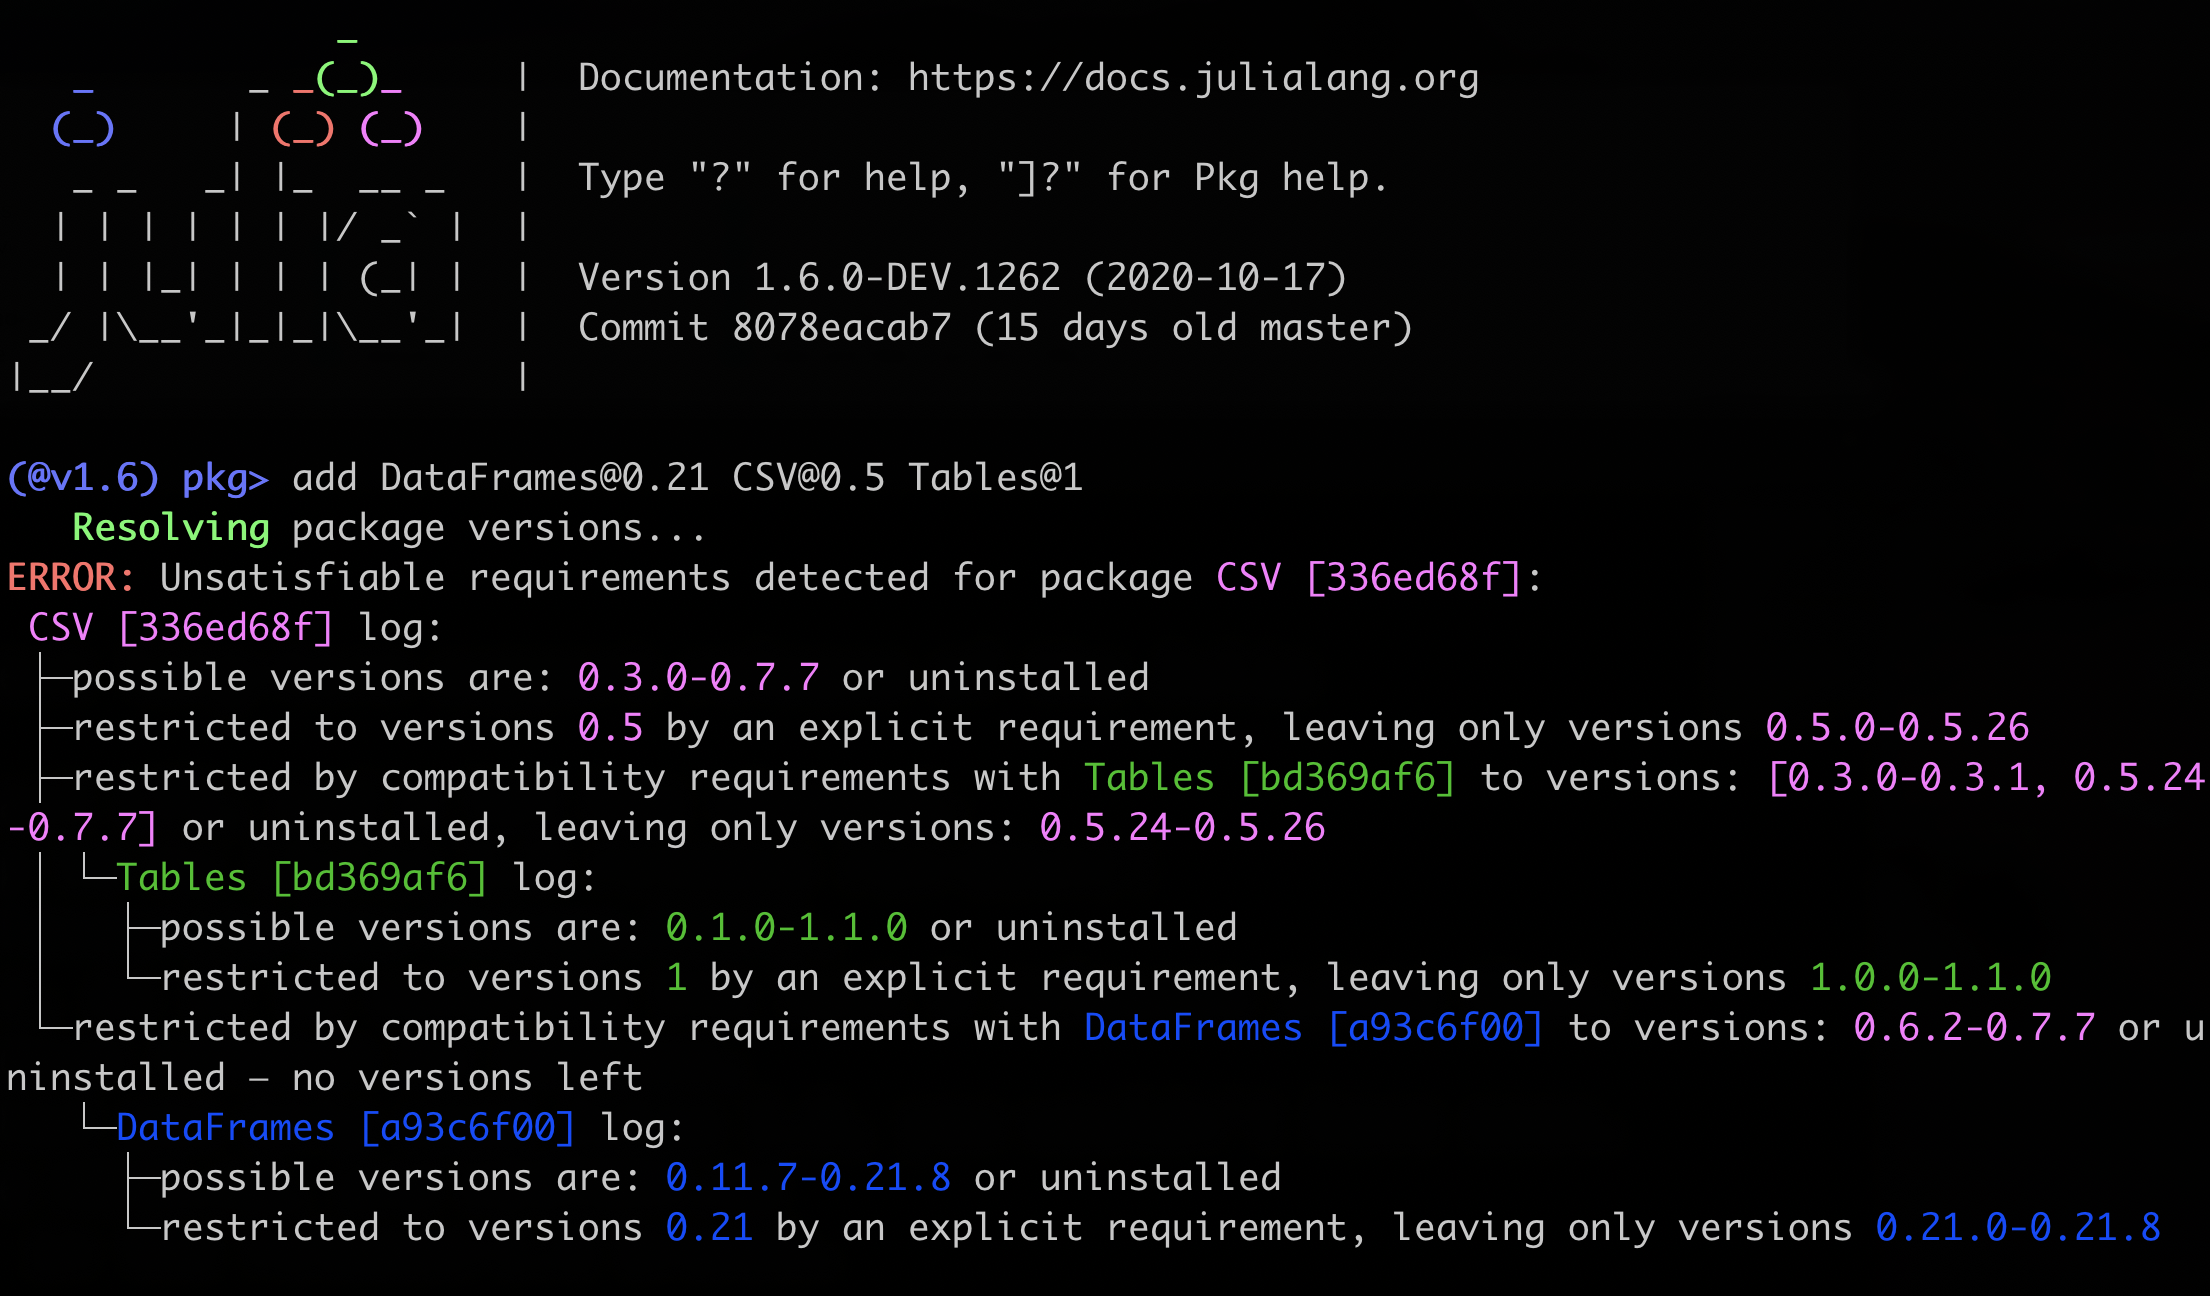 _
   _       _ _(_)_     |  Documentation: https://docs.julialang.org
  (_)     | (_) (_)    |
   _ _   _| |_  __ _   |  Type "?" for help, "]?" for Pkg help.
  | | | | | | |/ _` |  |
  | | |_| | | | (_| |  |  Version 1.6.0-DEV.1262 (2020-10-17)
 _/ |\__'_|_|_|\__'_|  |  Commit 8078eacab7 (15 days old master)
|__/                   |

(@v1.6) pkg> add DataFrames@0.21 CSV@0.5 Tables@1
   Resolving package versions...
ERROR: Unsatisfiable requirements detected for package CSV [336ed68f]:
 CSV [336ed68f] log:
 ├─possible versions are: 0.3.0-0.7.7 or uninstalled
 ├─restricted to versions 0.5 by an explicit requirement, leaving only versions 0.5.0-0.5.26
 ├─restricted by compatibility requirements with Tables [bd369af6] to versions: [0.3.0-0.3.1, 0.5.24
-0.7.7] or uninstalled, leaving only versions: 0.5.24-0.5.26
 │ └─Tables [bd369af6] log:
 │   ├─possible versions are: 0.1.0-1.1.0 or uninstalled
 │   └─restricted to versions 1 by an explicit requirement, leaving only versions 1.0.0-1.1.0
 └─restricted by compatibility requirements with DataFrames [a93c6f00] to versions: 0.6.2-0.7.7 or u
ninstalled — no versions left
   └─DataFrames [a93c6f00] log:
     ├─possible versions are: 0.11.7-0.21.8 or uninstalled
     └─restricted to versions 0.21 by an explicit requirement, leaving only versions 0.21.0-0.21.8